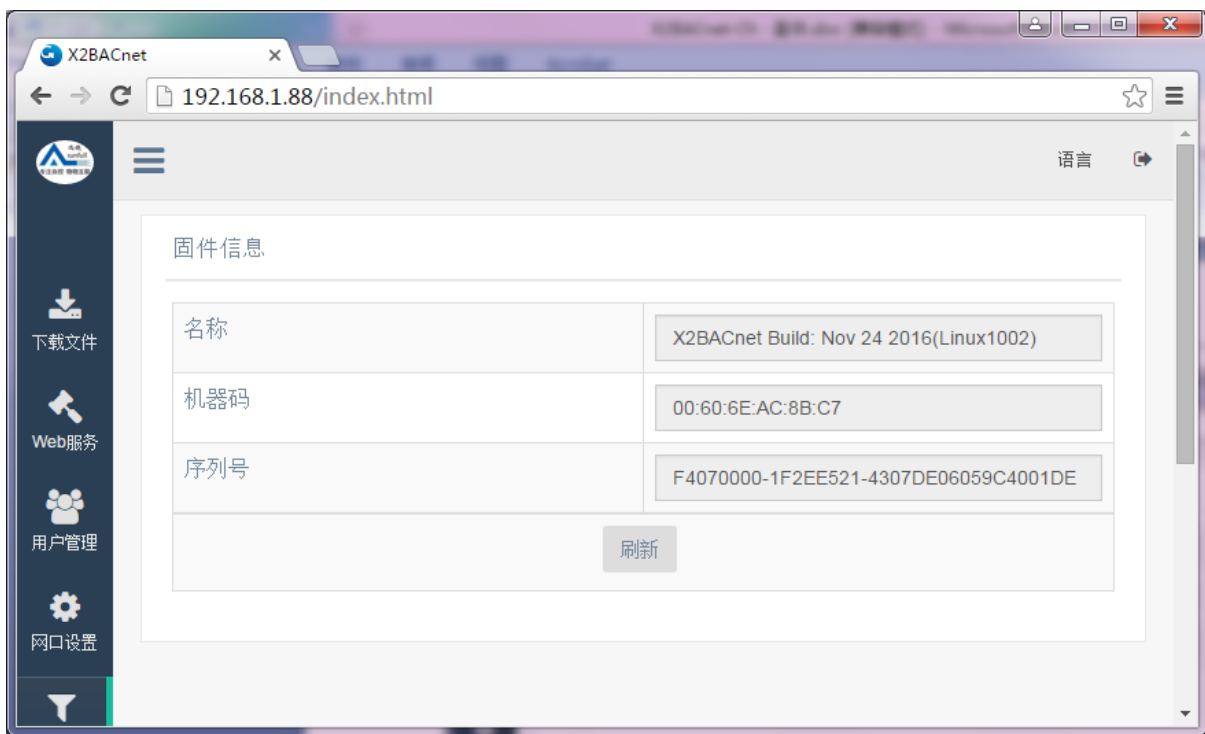 X2BACnet
192.168.1.88/index.html
语言
固件信息
名称
X2BACnet Build: Nov 24 2016(Linux1002)
机器码
00:60:6E:AC:8B:C7
序列号
F4070000-1F2EE521-4307DE06059C4001DE
刷新
下载文件
Web服务
用户管理
网口设置